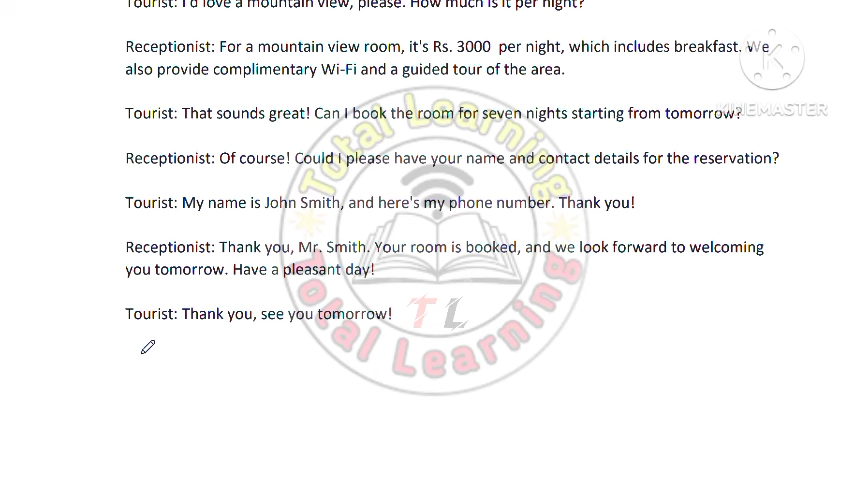 Tourist: I'd love a mountain view, please. How much is it per night?
Receptionist: For a mountain view room, it's Rs. 3000 per night, which includes breakfast. We
also provide complimentary Wi-Fi and a guided tour of the area.
Tourist: That sounds great! Can I book the room for seven nights starting from tomorrow?
Receptionist: Of course! Could I please have your name and contact details for the reservation?
Tourist: My name is John Smith, and here's my phone number. Thank you!
Receptionist: Thank you, Mr. Smith. Your room is booked, and we look forward to welcoming
you tomorrow. Have a pleasant day!
Tourist: Thank you, see you tomorrow!
KINEMASTER
Total Learning
TL
Total Learning